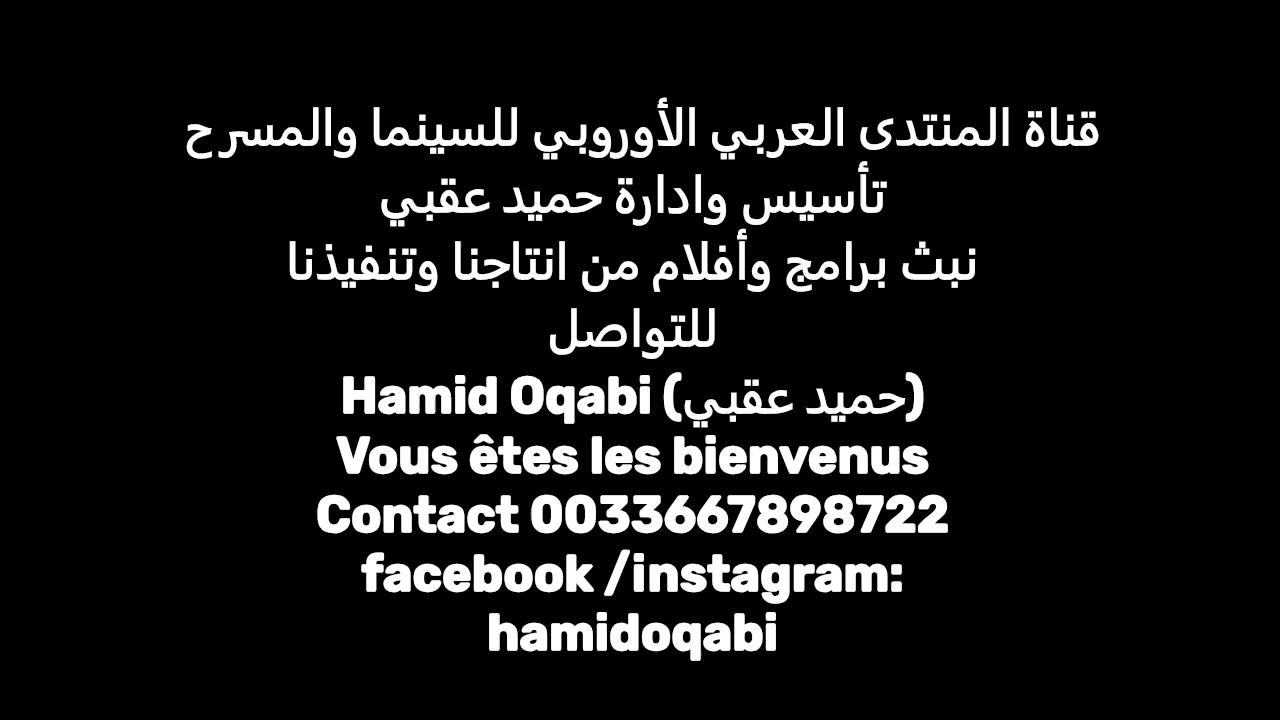 قناة المنتدى العربي الأوروبي للسينما والمسرح
تأسيس وادارة حميد عقبي
نبث برامج وأفلام من انتاجنا وتنفيذنا
للتواصل
Hamid Oqabi (حميد عقبي)
Vous êtes les bienvenus
Contact 0033667898722
facebook /instagram:
hamidoqabi